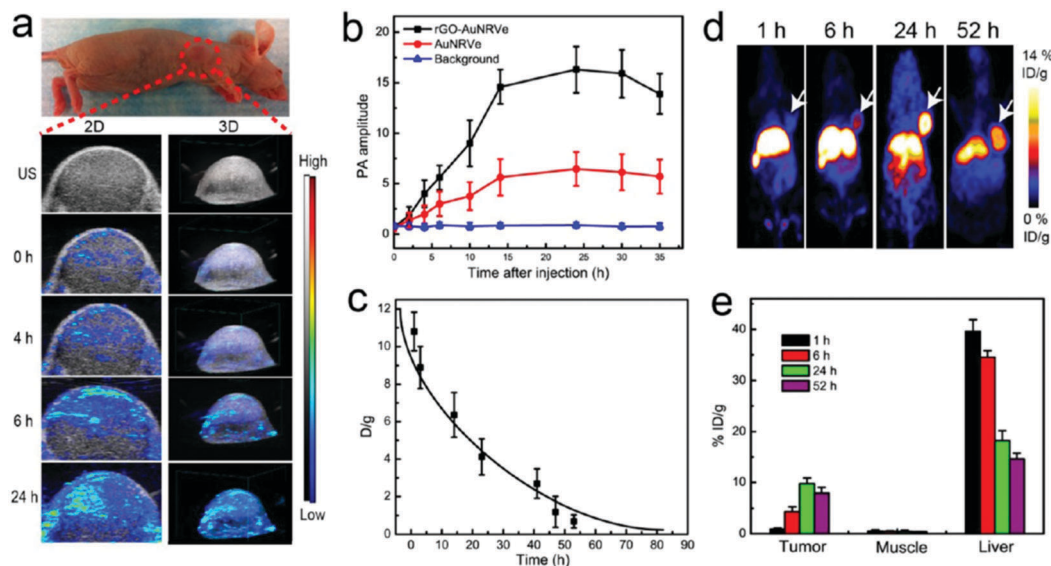 a
2D 3D
US
0 h
4 h
6 h
24 h
High
Low
b
rGO-AuNRVe
AuNRVe
Background
PA amplitude
20
15
10
5
0
0 5 10 15 20 25 30 35
Time after injection (h)
c
D/g
12
10
8
6
4
2
0
0 10 20 30 40 50 60 70 80 90
Time (h)
d
1 h 6 h 24 h 52 h
14 %
ID/g
0 %
ID/g
e
1 h
6 h
24 h
52 h
% ID/g
40
30
20
10
0
Tumor Muscle Liver